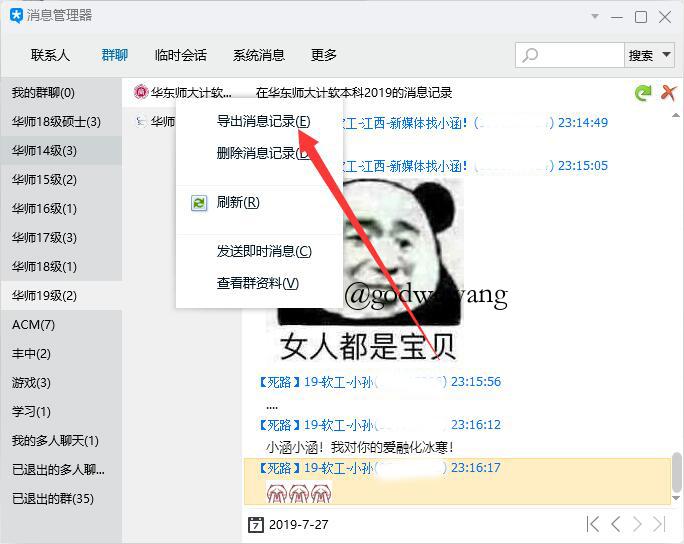 消息管理器
联系人 群聊 临时会话 系统消息 更多 搜索
我的群聊(0)
华师18级硕士(3)
华师14级(3)
华师15级(2)
华师16级(1)
华师17级(3)
华师18级(1)
华师19级(2)
ACM(7)
丰中(2)
游戏(3)
学习(1)
我的多人聊天(1)
已退出的多人聊...
已退出的群(35)
华东师大计软...
华师
导出消息记录(E)
删除消息记录(D
刷新(R)
发送即时消息(C)
查看群资料(V)
在华东师大计软本科2019的消息记录
软工-江西-新媒体找小涵!( ) 23:14:49
软工-江西-新媒体找小涵!( ) 23:15:05
女人都是宝贝
【死路】19-软工-小孙( ) 23:15:56
....
【死路】19-软工-小孙( ) 23:16:12
小涵小涵！我对你的爱融化冰寒！
【死路】19-软工-小孙( ) 23:16:17
7 2019-7-27